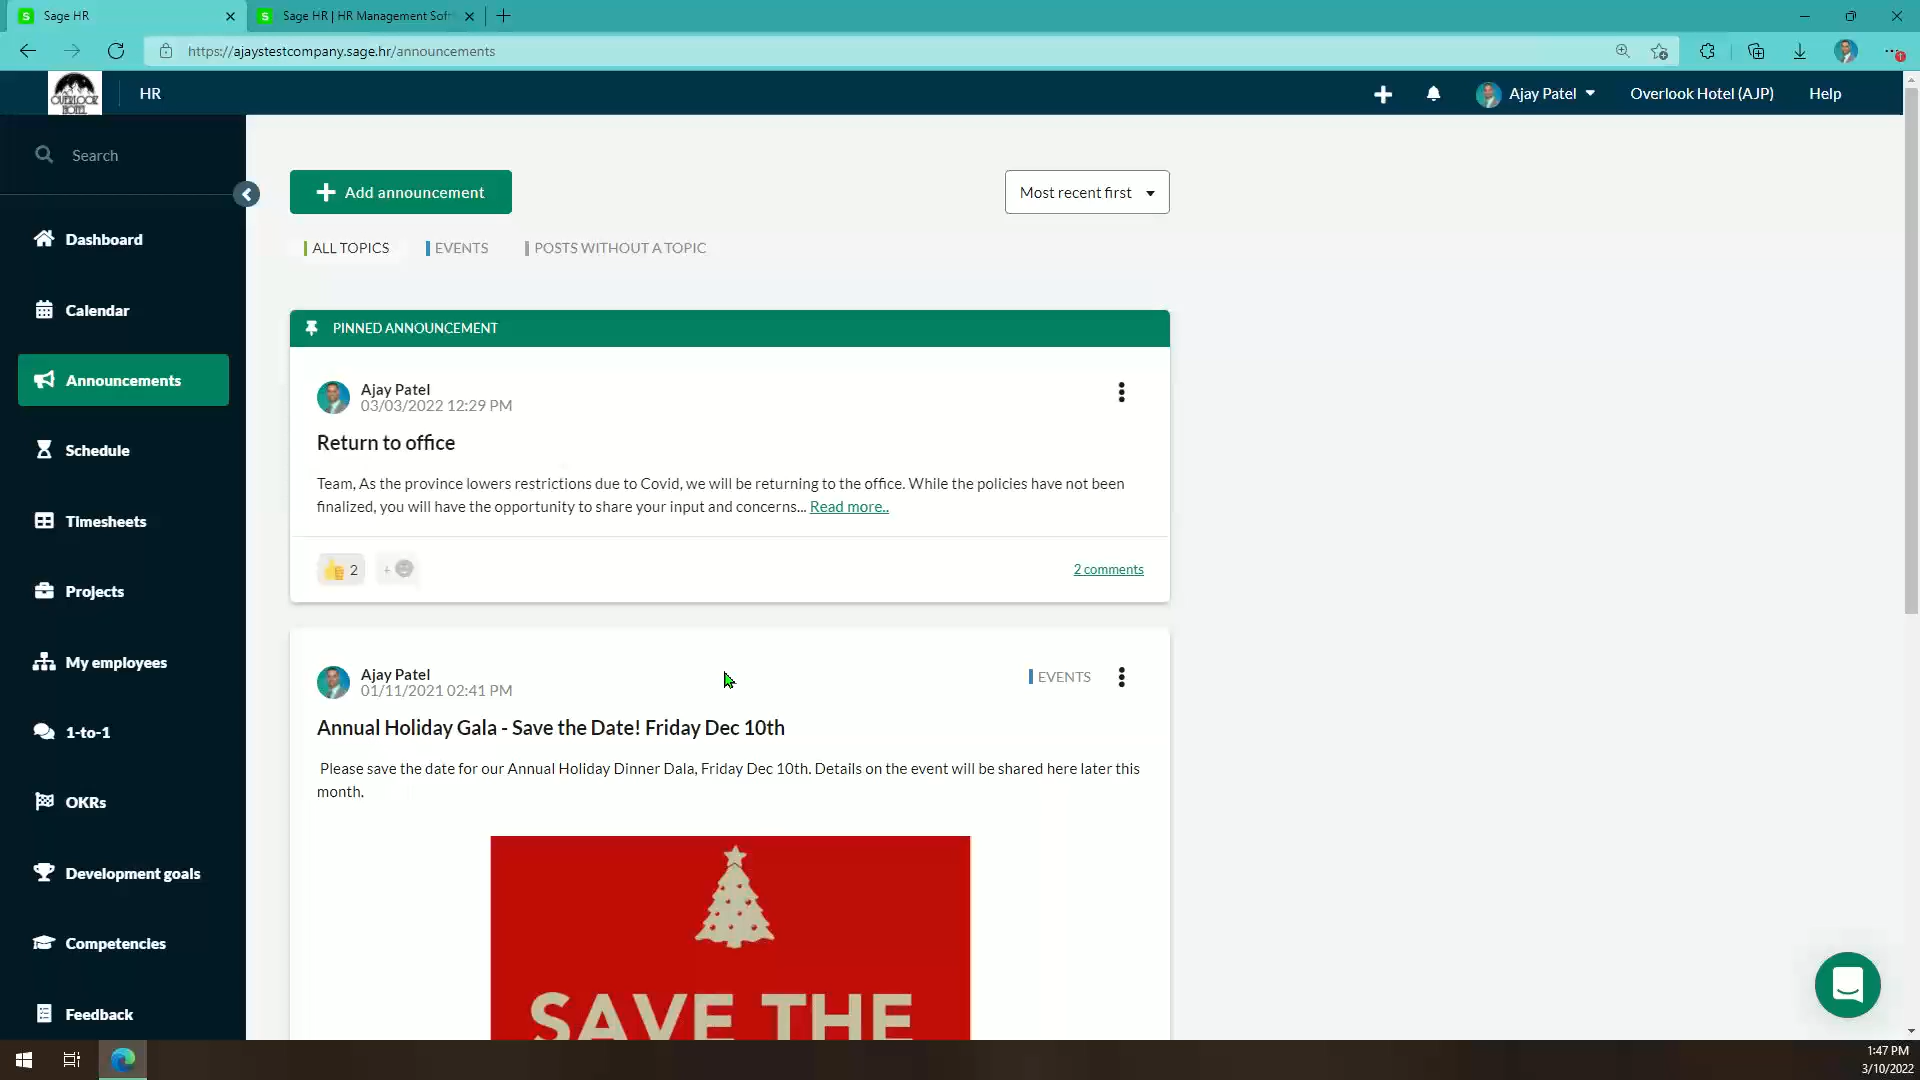 Sage HR
Sage HR | HR Management Soft
https://ajaystestcompany.sage.hr/announcements
OVERLOOK
HOTEL
HR
Ajay Patel
Overlook Hotel (AJP)
Help
Search
Dashboard
Calendar
Announcements
Schedule
Timesheets
Projects
My employees
1-to-1
OKRs
Development goals
Competencies
Feedback
Add announcement
Most recent first
ALL TOPICS
EVENTS
POSTS WITHOUT A TOPIC
PINNED ANNOUNCEMENT
Ajay Patel
03/03/2022 12:29 PM
Return to office
Team, As the province lowers restrictions due to Covid, we will be returning to the office. While the policies have not been
finalized, you will have the opportunity to share your input and concerns... Read more..
2
+
2 comments
Ajay Patel
01/11/2021 02:41 PM
EVENTS
Annual Holiday Gala - Save the Date! Friday Dec 10th
Please save the date for our Annual Holiday Dinner Dala, Friday Dec 10th. Details on the event will be shared here later this
month.
SAVE THE
1:47 PM
3/10/2022